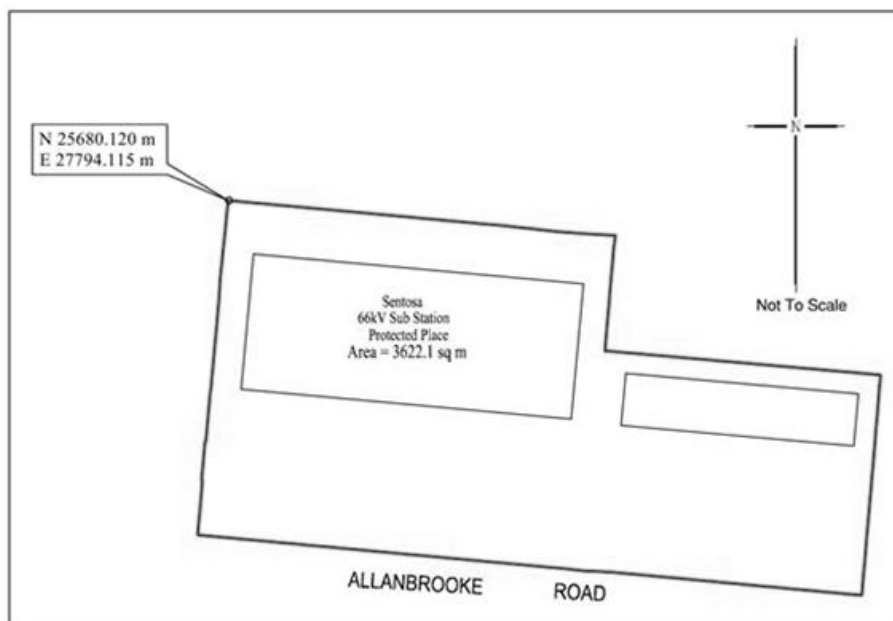 N 25680.120 m
E 27794.115 m
N
Not To Scale
Sentosa
66kV Sub Station
Protected Place
Area = 3622.1 sq m
ALLANBROOKE ROAD